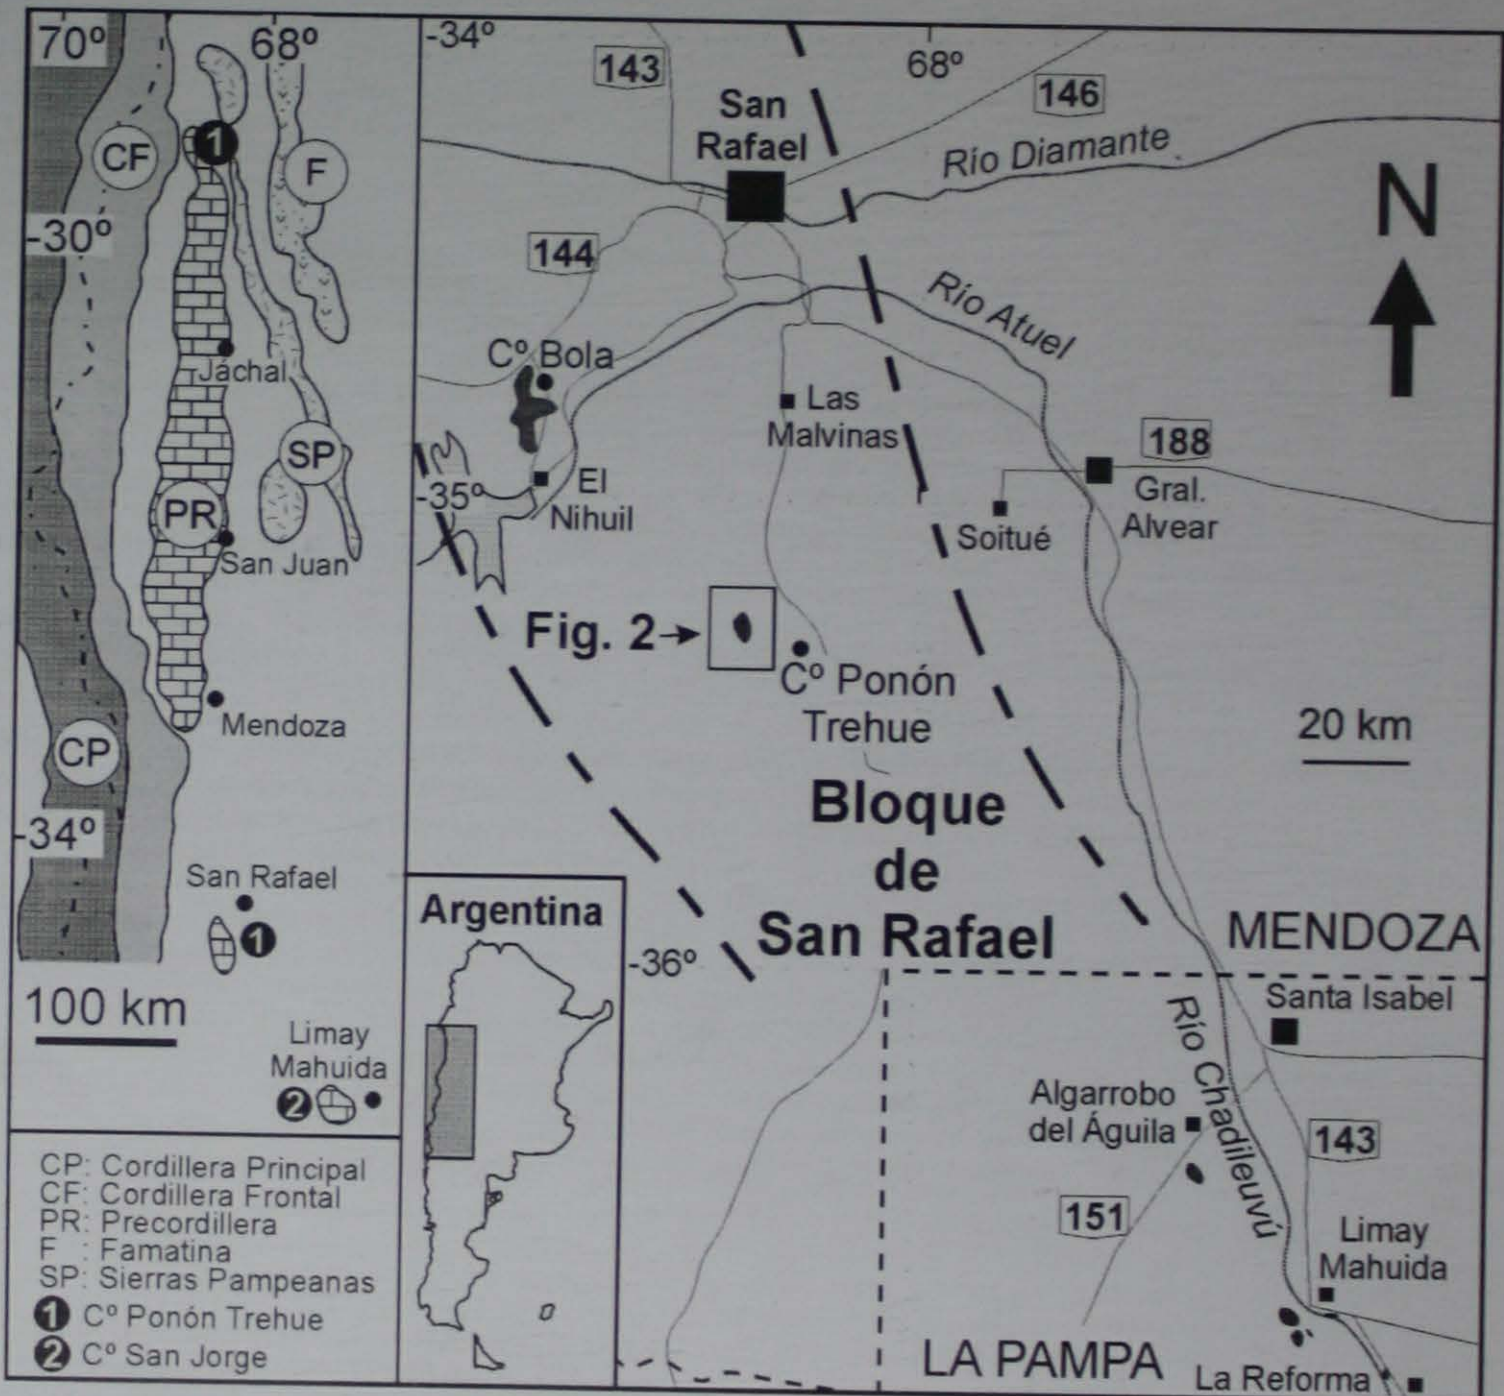 70º
68º
CF
1
F
-30º
Jáchal
SP
PR
San Juan
Mendoza
CP
-34º
San Rafael
1
100 km
Limay
Mahuida
2
CP: Cordillera Principal
CF: Cordillera Frontal
PR: Precordillera
F : Famatina
SP: Sierras Pampeanas
1 Cº Ponón Trehue
2 Cº San Jorge
Argentina
-34º
143
68º
146
San
Rafael
Río Diamante
N
144
Río Atuel
Cº Bola
Las
Malvinas
188
-35º
El
Nihuil
Gral.
Alvear
Soitué
Fig. 2
Cº Ponón
Trehue
20 km
Bloque
de
San Rafael
MENDOZA
-36º
Santa Isabel
Río Chadileuvú
Algarrobo
del Águila
143
151
Limay
Mahuida
LA PAMPA
La Reforma